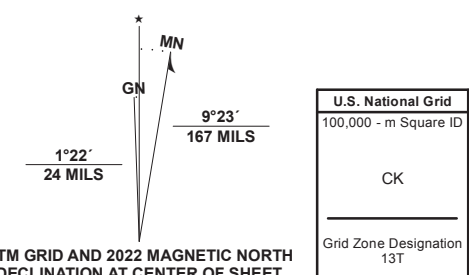 MN
GN
9°23´
167 MILS
1°22´
24 MILS
TM GRID AND 2022 MAGNETIC NORTH
DECLINATION AT CENTER OF SHEET
U.S. National Grid
100,000 - m Square ID
CK
Grid Zone Designation
13T